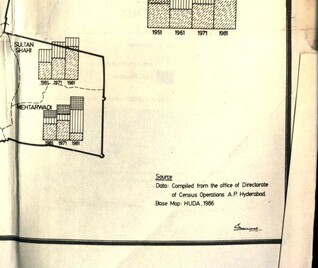 1951 1961 1971 1981
SULTAN
SHAHI
1961 1971 1981
MEHTARWADI
1961 1971 1981
Source
Data: Compiled from the office of Directorate
of Census Operations A.P. Hyderabad
Base Map: HUDA, 1986